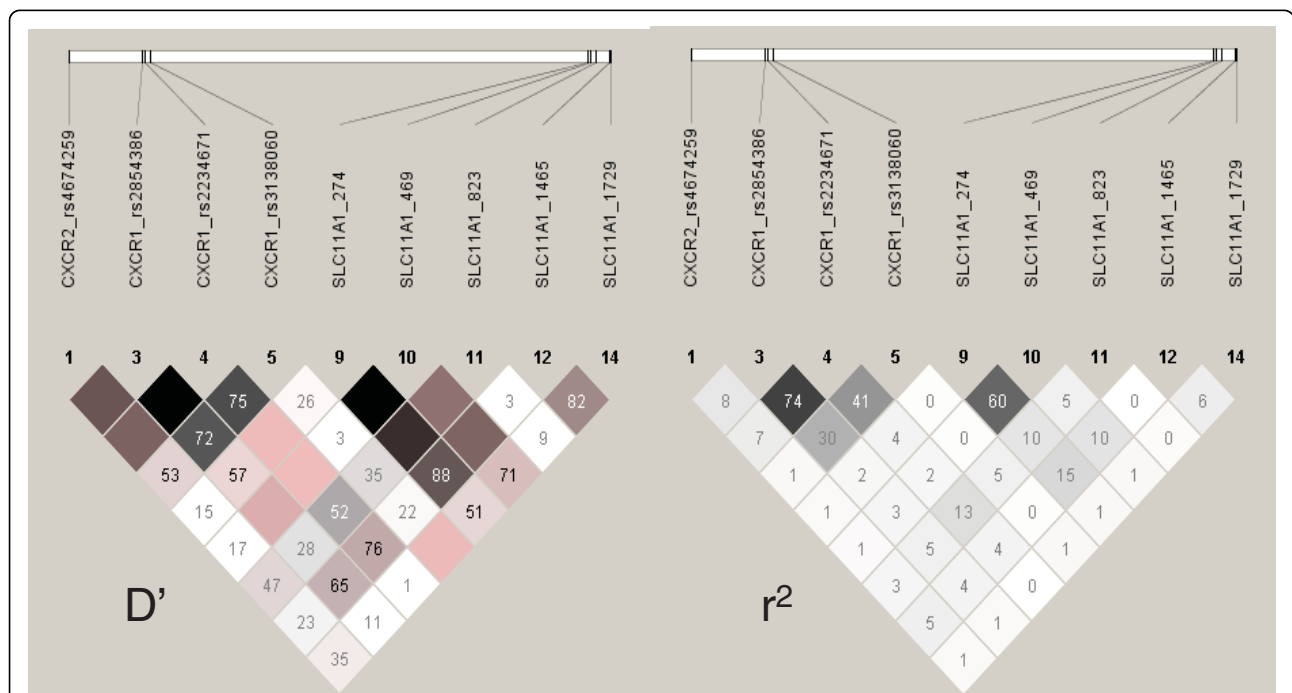 CXCR2_rs4674259
CXCR1_rs2854386
CXCR1_rs2234671
CXCR1_rs3138060
SLC11A1_274
SLC11A1_469
SLC11A1_823
SLC11A1_1465
SLC11A1_1729
1 3 4 5 9 10 11 12 14
75 26 3 82
72 3 9
53 57 35 88 71
15 52 22 51
17 28 76
47 65 1
23 11
35
D’
CXCR2_rs4674259
CXCR1_rs2854386
CXCR1_rs2234671
CXCR1_rs3138060
SLC11A1_274
SLC11A1_469
SLC11A1_823
SLC11A1_1465
SLC11A1_1729
1 3 4 5 9 10 11 12 14
8 74 41 0 60 5 0 6
7 30 4 0 10 10 0
1 2 2 5 15 1
1 3 13 0 1
1 5 4 1
3 4 0
5 1
1
r²